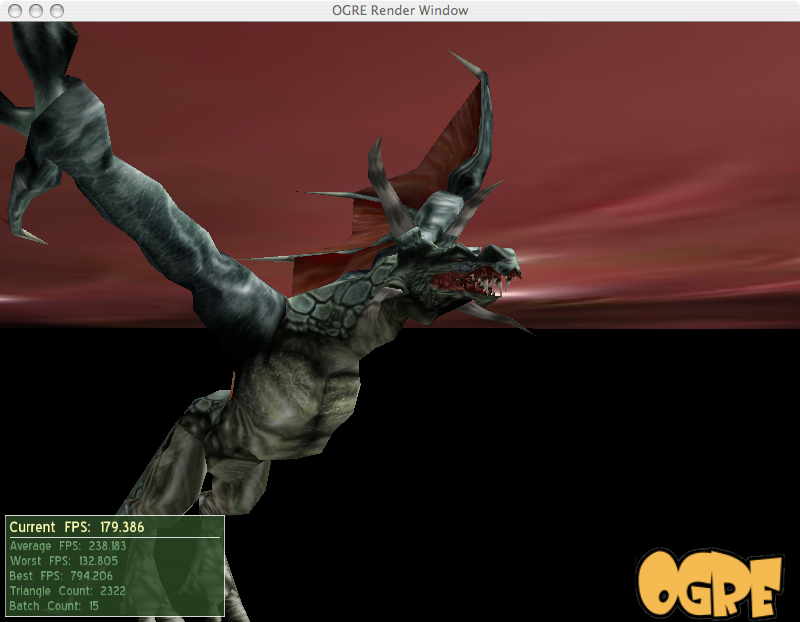 OGRE Render Window
Current FPS: 179.386
Average FPS: 238.183
Worst FPS: 132.805
Best FPS: 794.206
Triangle Count: 2322
Batch Count: 15
OGRE